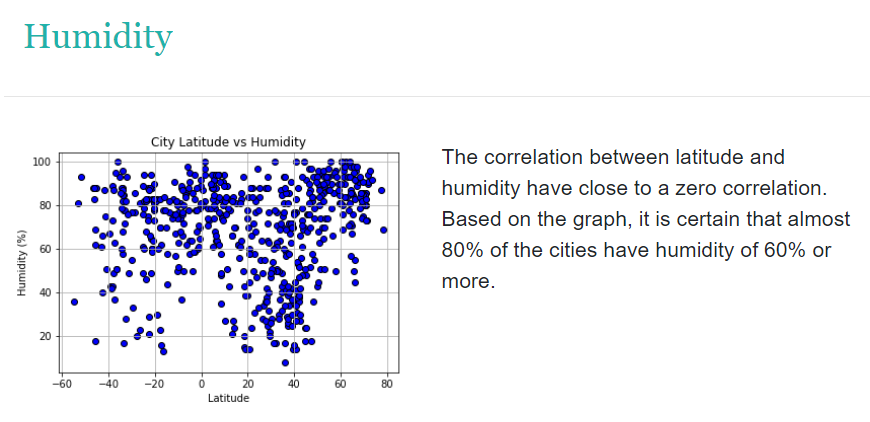 Humidity
City Latitude vs Humidity
100
80
60
40
20
Humidity (%)
−60 −40 −20 0 20 40 60 80
Latitude
The correlation between latitude and
humidity have close to a zero correlation.
Based on the graph, it is certain that almost
80% of the cities have humidity of 60% or
more.